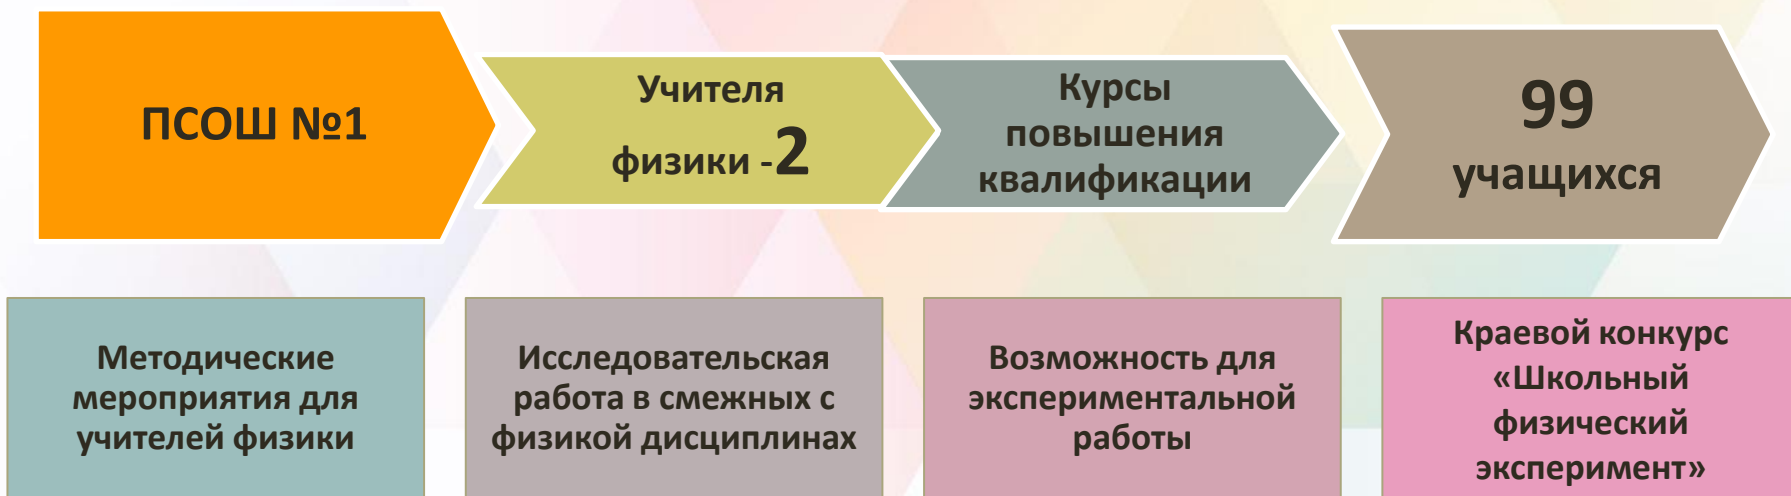 ПСОШ №1
Учителя
физики -2
Курсы
повышения
квалификации
99
учащихся
Методические
мероприятия для
учителей физики
Исследовательская
работа в смежных с
физикой дисциплинах
Возможность для
экспериментальной
работы
Краевой конкурс
«Школьный
физический
эксперимент»